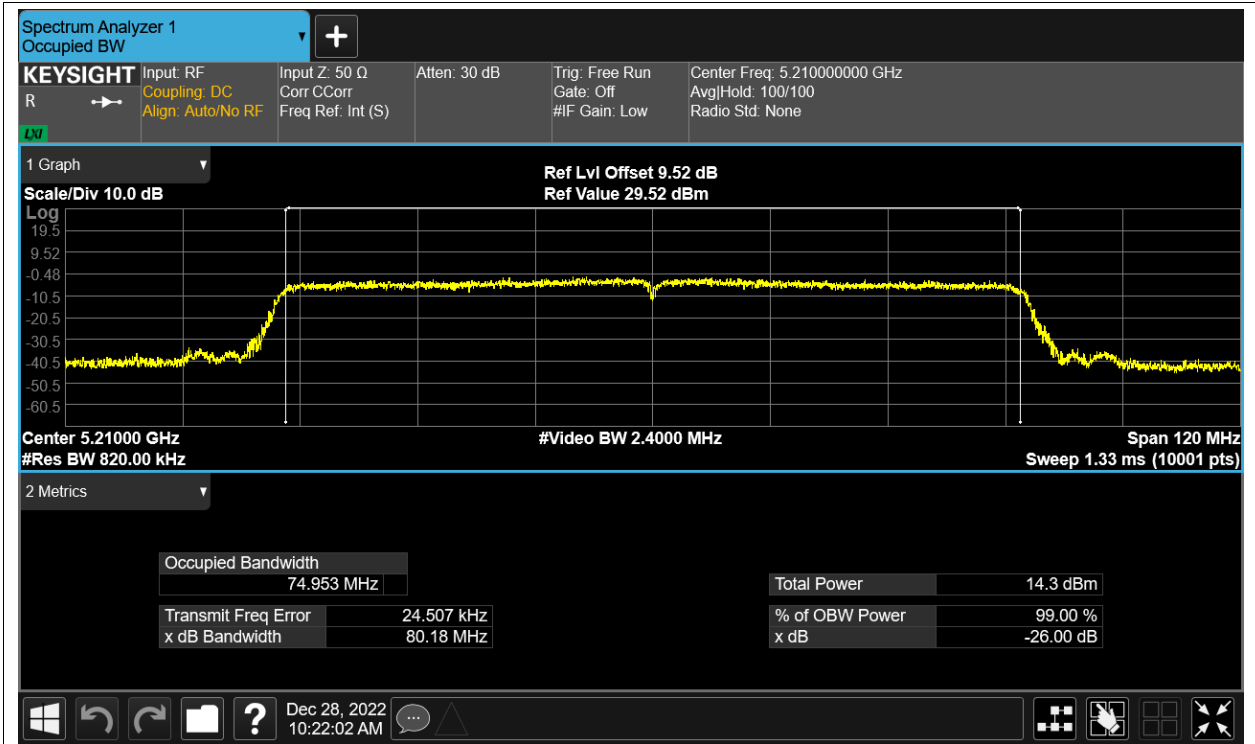 Spectrum Analyzer 1
Occupied BW
KEYSIGHT Input: RF Input Z: 50 Ω Atten: 30 dB Trig: Free Run Center Freq: 5.210000000 GHz
R Coupling: DC Corr CCorr Gate: Off Avg|Hold: 100/100
Align: Auto/No RF Freq Ref: Int (S) #IF Gain: Low Radio Std: None
LXI
1 Graph
Ref Lvl Offset 9.52 dB
Scale/Div 10.0 dB Ref Value 29.52 dBm
Log
19.5
9.52
-0.48
-10.5
-20.5
-30.5
-40.5
-50.5
-60.5
Center 5.21000 GHz #Video BW 2.4000 MHz Span 120 MHz
#Res BW 820.00 kHz Sweep 1.33 ms (10001 pts)
2 Metrics
Occupied Bandwidth
74.953 MHz Total Power 14.3 dBm
Transmit Freq Error 24.507 kHz % of OBW Power 99.00 %
x dB Bandwidth 80.18 MHz x dB -26.00 dB
? Dec 28, 2022
10:22:02 AM